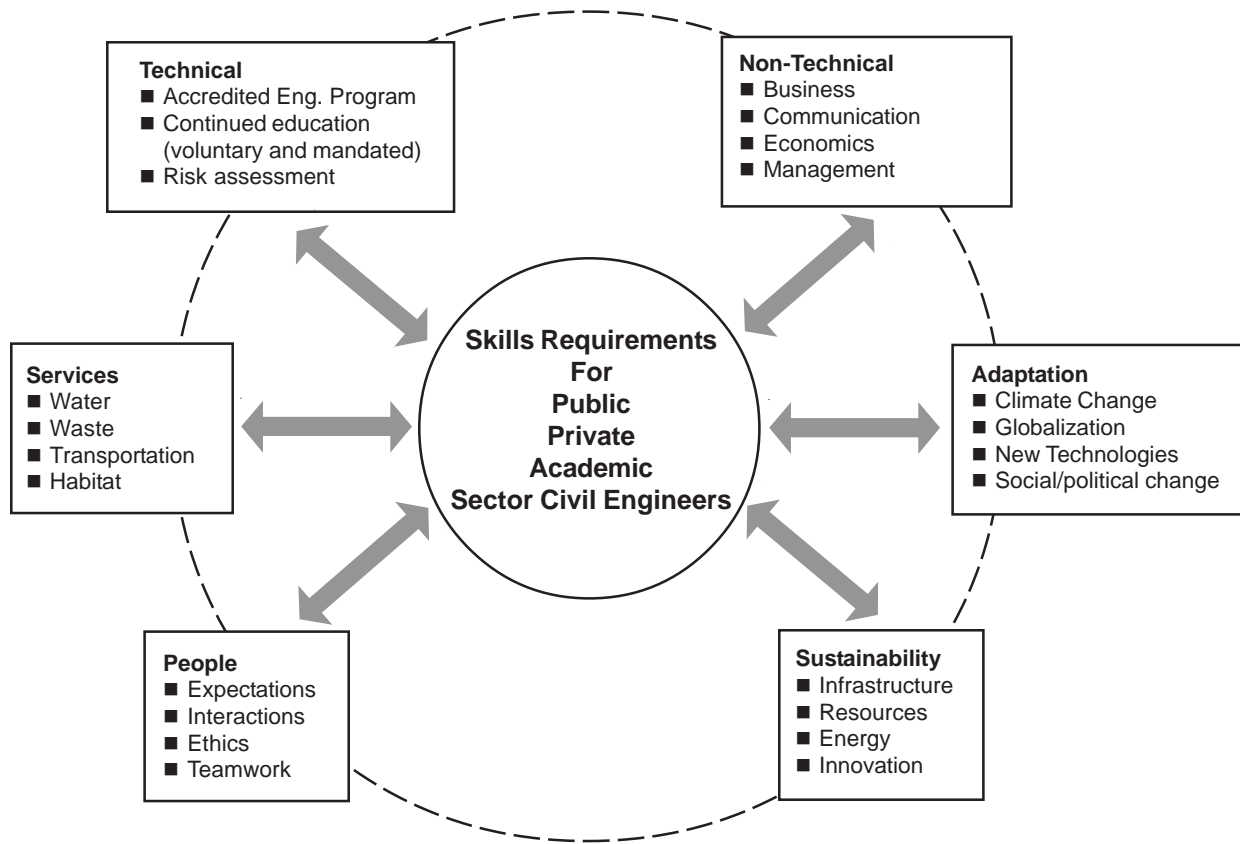 Technical
■ Accredited Eng. Program
■ Continued education
(voluntary and mandated)
■ Risk assessment
Non-Technical
■ Business
■ Communication
■ Economics
■ Management
Skills Requirements
For
Public
Private
Academic
Sector Civil Engineers
Services
■ Water
■ Waste
■ Transportation
■ Habitat
Adaptation
■ Climate Change
■ Globalization
■ New Technologies
■ Social/political change
People
■ Expectations
■ Interactions
■ Ethics
■ Teamwork
Sustainability
■ Infrastructure
■ Resources
■ Energy
■ Innovation